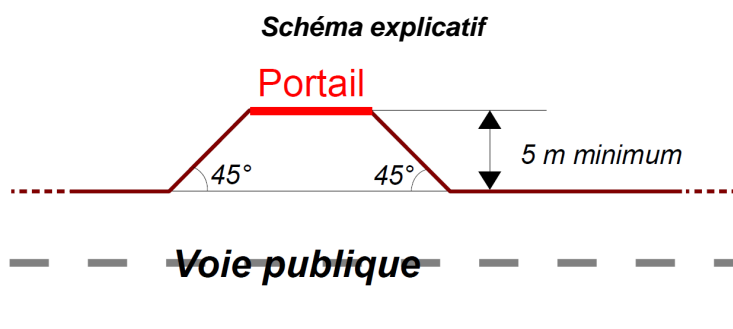 Schéma explicatif
Portail
45°
45°
5 m minimum
Voie publique